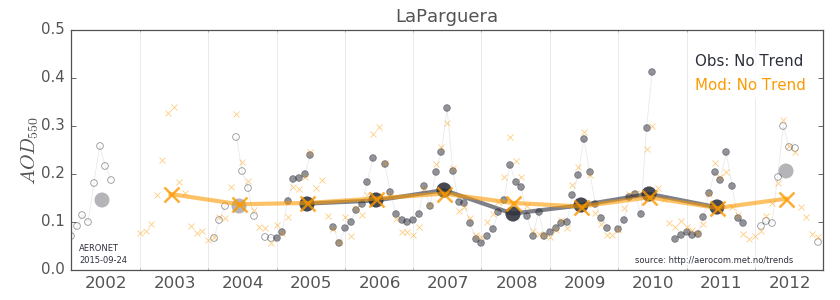 LaParguera
0.5
0.4
0.3
0.2
0.1
0.0
AOD550
Obs: No Trend
Mod: No Trend
AERONET
2015-09-24
source: http://aerocom.met.no/trends
2002 2003 2004 2005 2006 2007 2008 2009 2010 2011 2012